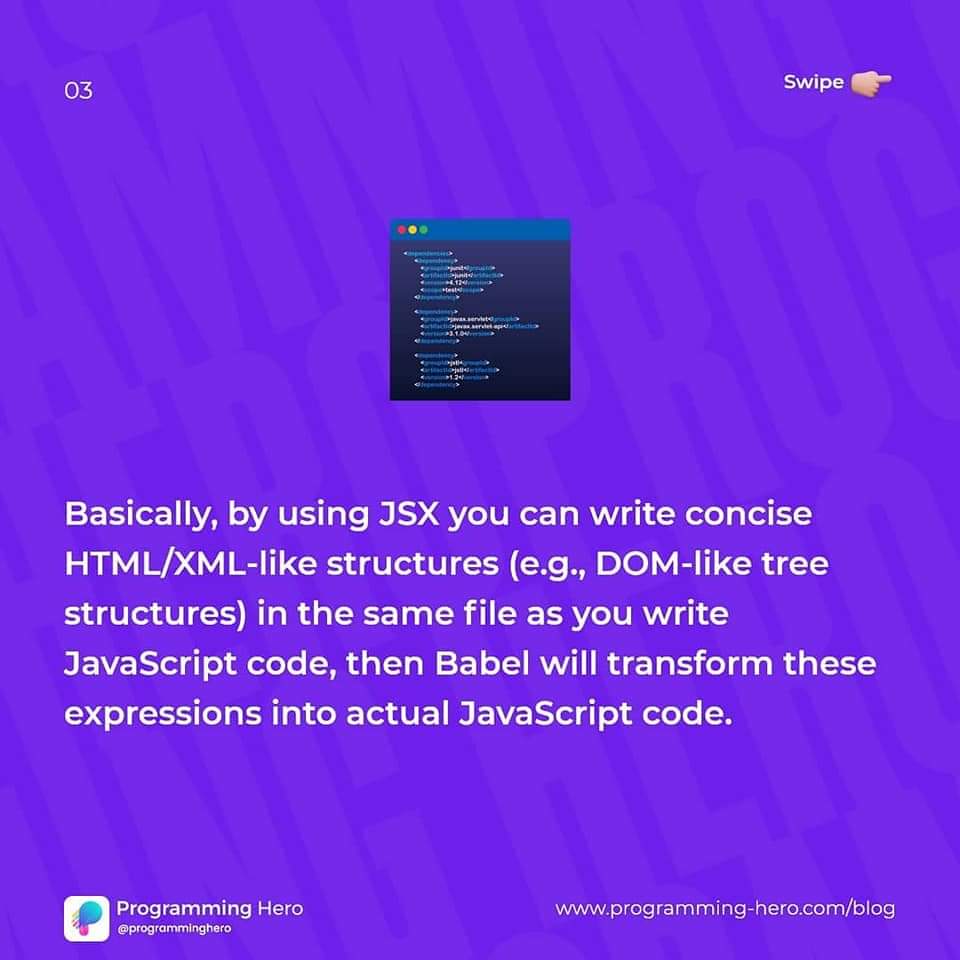 03
Swipe
<dependencies>
<dependency>
<groupId>junit</groupId>
<artifactId>junit</artifactId>
<version>4.12</version>
<scope>test</scope>
</dependency>
<dependency>
<groupId>javax.servlet</groupId>
<artifactId>javax.servlet-api</artifactId>
<version>3.1.0</version>
</dependency>
<dependency>
<groupId>jstl<groupId>
<artifactId>jstl</artifactId>
<version>1.2</version>
</dependency>
Basically, by using JSX you can write concise
HTML/XML-like structures (e.g., DOM-like tree
structures) in the same file as you write
JavaScript code, then Babel will transform these
expressions into actual JavaScript code.
Programming Hero
@programminghero
www.programming-hero.com/blog